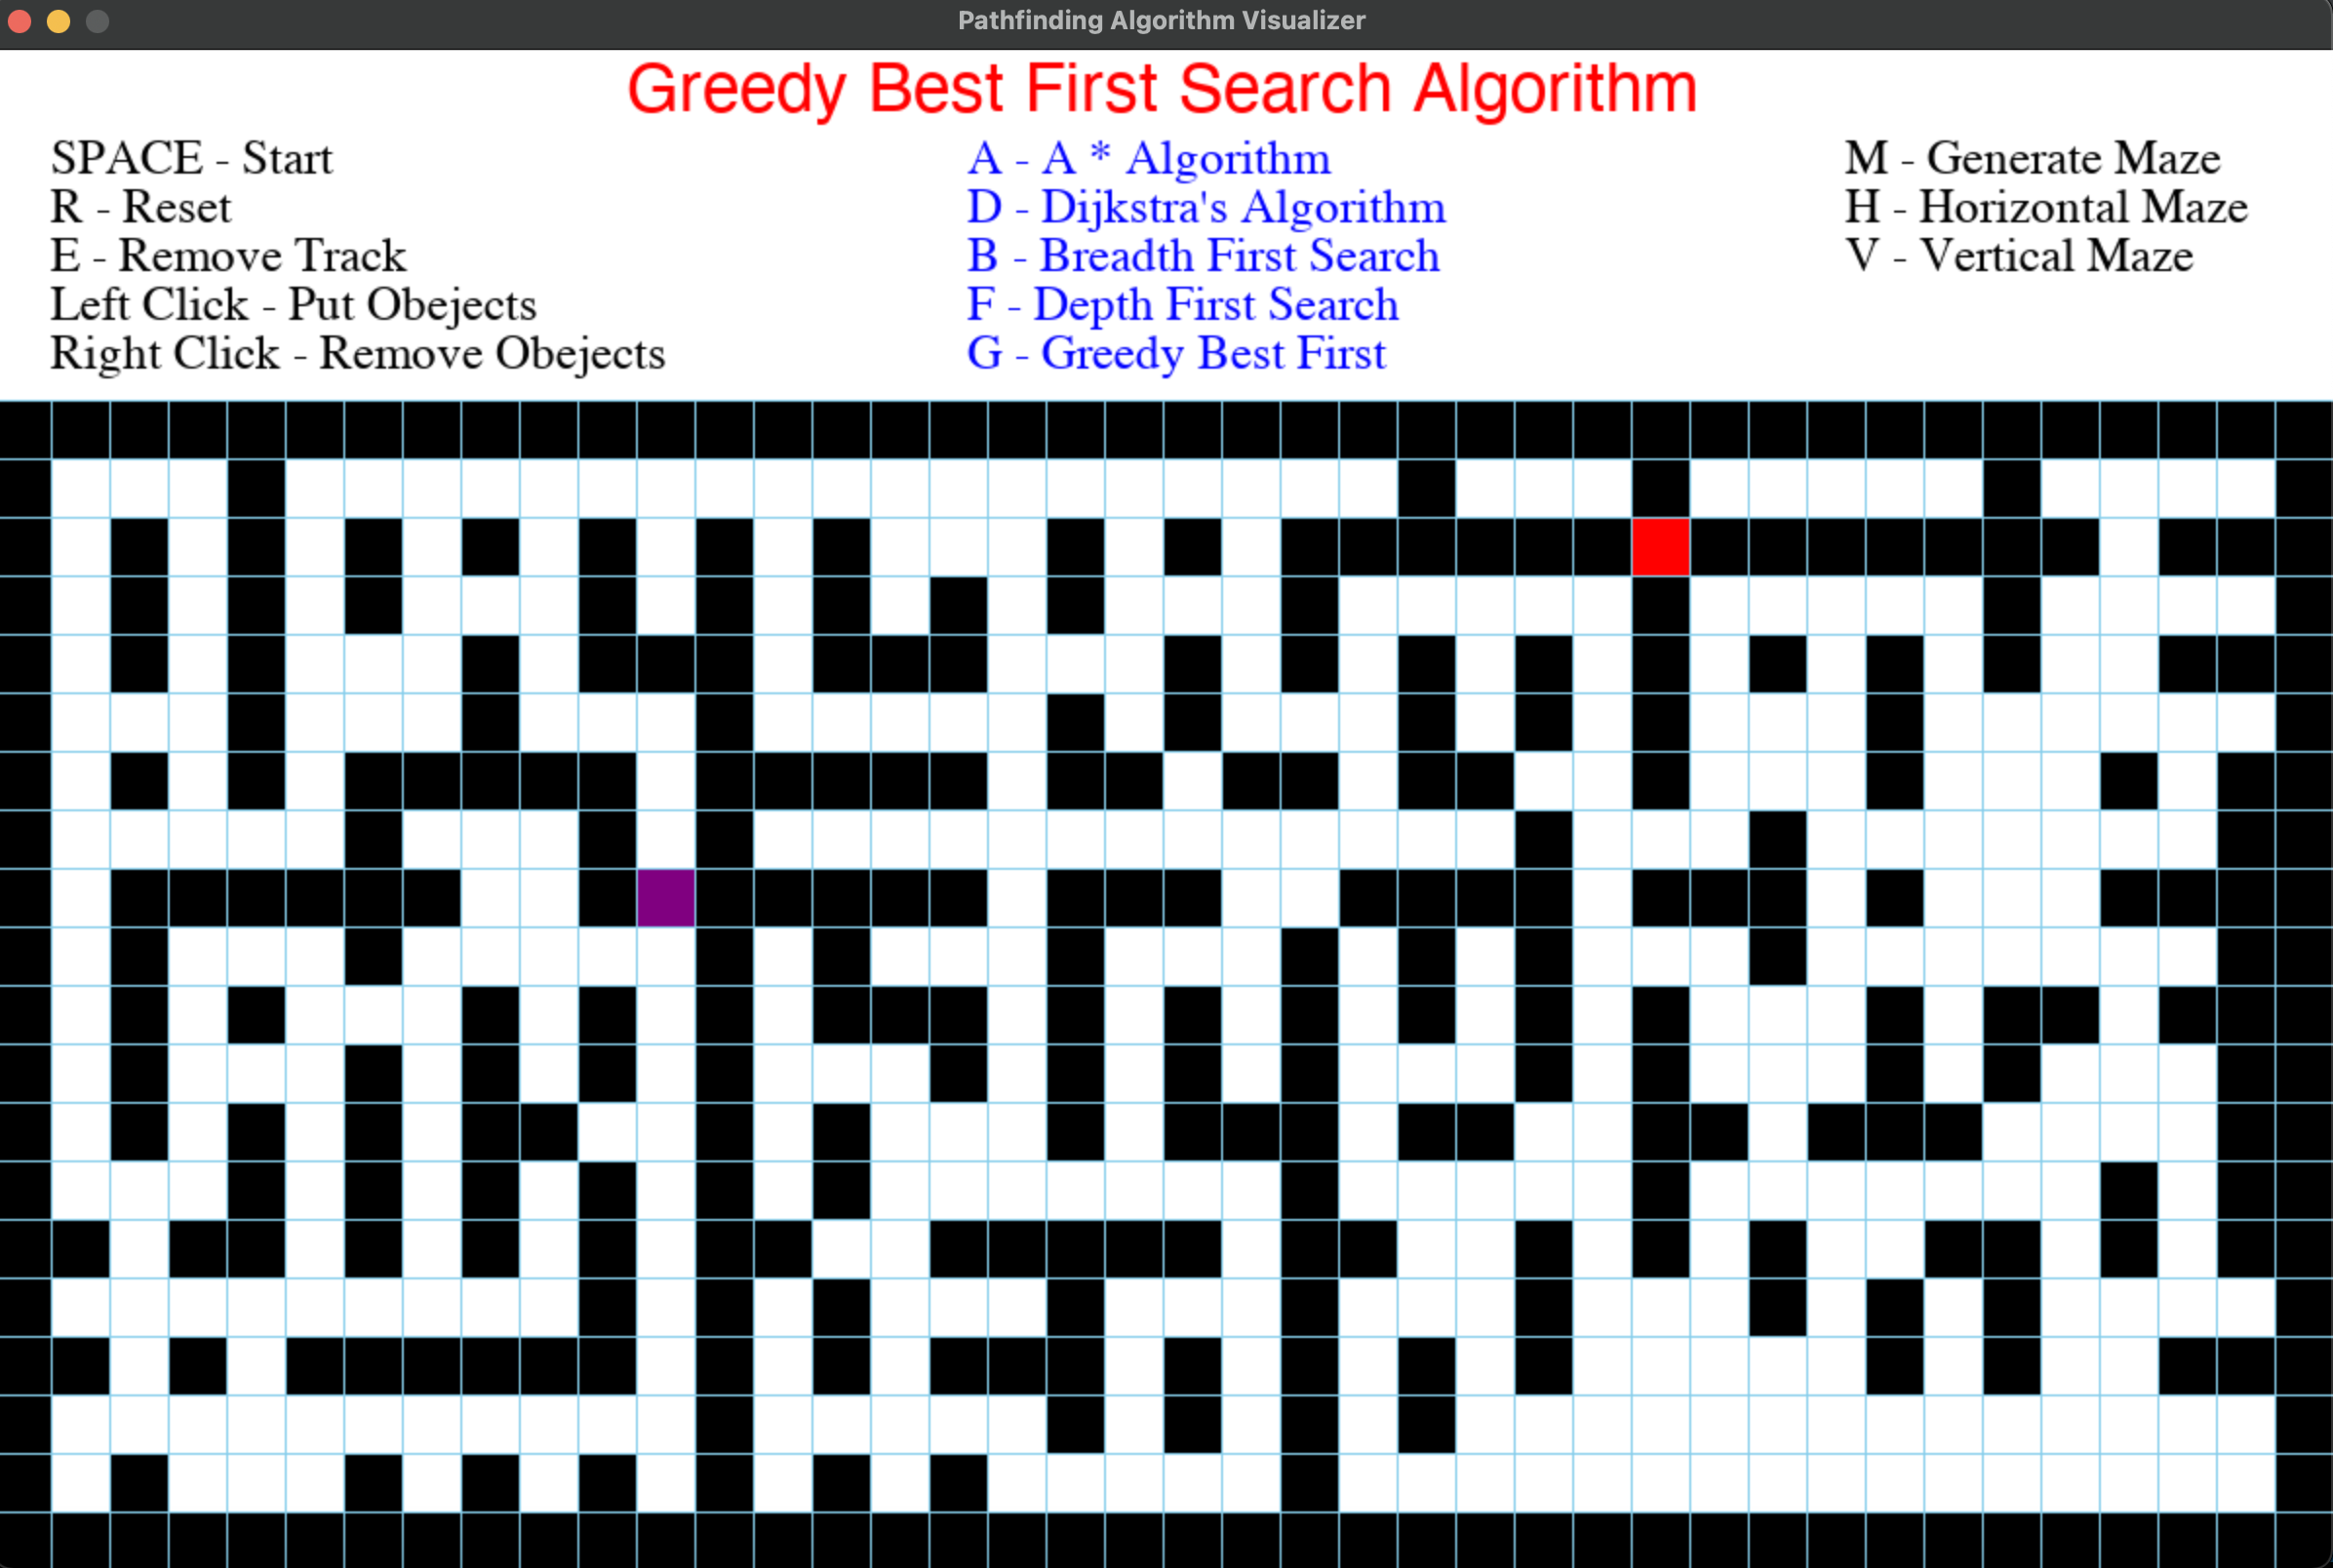 Pathfinding Algorithm Visualizer
Greedy Best First Search Algorithm
SPACE - Start
R - Reset
E - Remove Track
Left Click - Put Obejects
Right Click - Remove Obejects
A - A * Algorithm
D - Dijkstra's Algorithm
B - Breadth First Search
F - Depth First Search
G - Greedy Best First
M - Generate Maze
H - Horizontal Maze
V - Vertical Maze